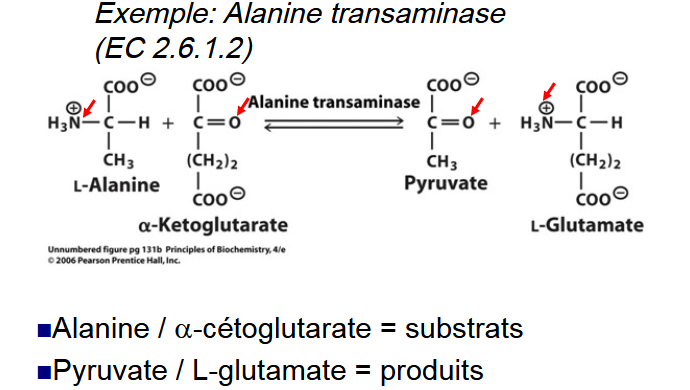 Exemple: Alanine transaminase
(EC 2.6.1.2)
COO⊖ COO⊖ COO⊖ COO⊖
Alanine transaminase
⊕ ⊕
H₃N—C—H + C=O C=O + H₃N—C—H
CH₃ (CH₂)₂ CH₃ (CH₂)₂
L-Alanine Pyruvate
COO⊖ COO⊖
α-Ketoglutarate L-Glutamate
Unnumbered figure pg 131b Principles of Biochemistry, 4/e
© 2006 Pearson Prentice Hall, Inc.
■Alanine / α-cétoglutarate = substrats
■Pyruvate / L-glutamate = produits